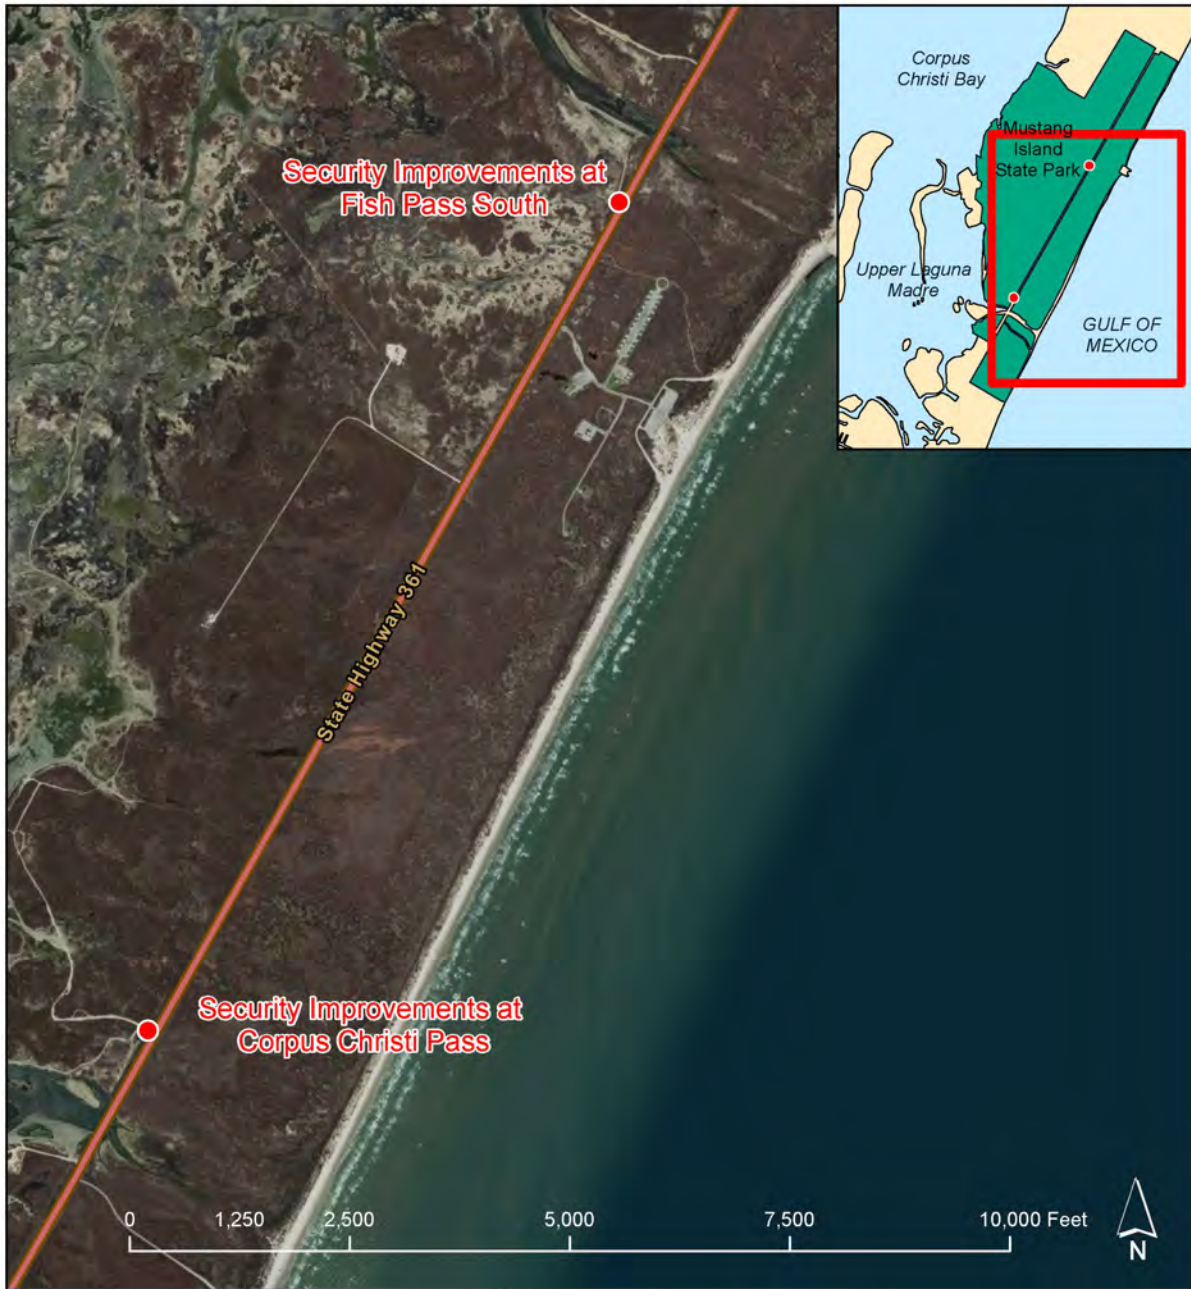 Corpus
Christi Bay
Mustang
Island
State Park
Upper Laguna
Madre
GULF OF
MEXICO
Security Improvements at
Fish Pass South
State Highway 361
Security Improvements at
Corpus Christi Pass
0 1,250 2,500 5,000 7,500 10,000 Feet
N